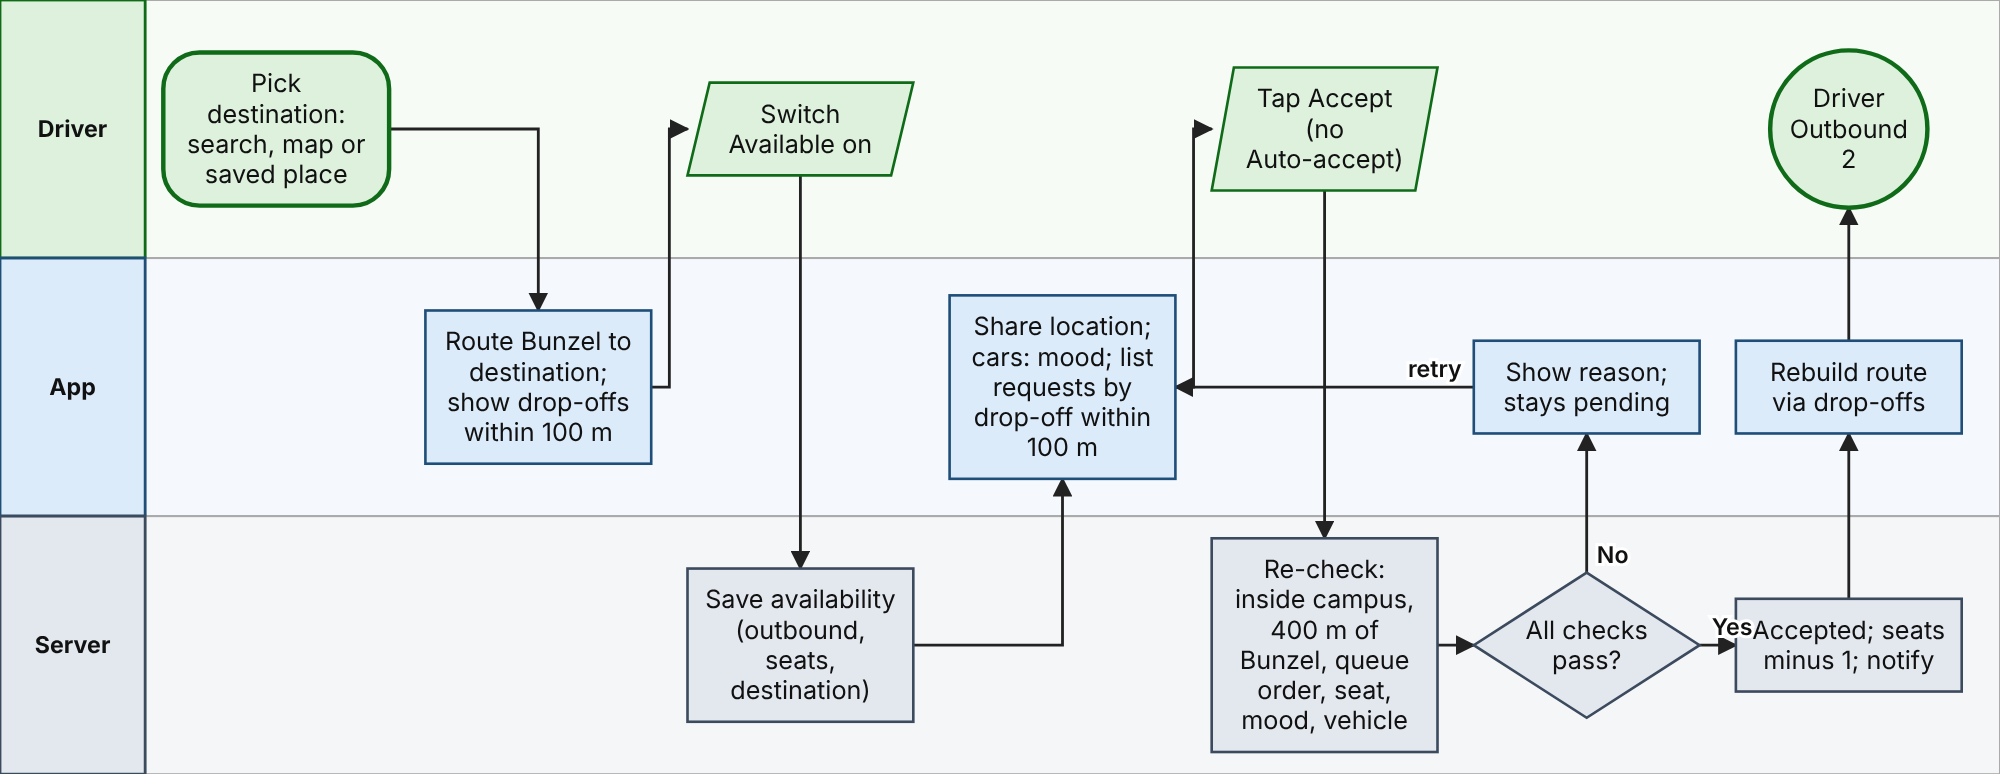 Driver
Pick
destination:
search, map or
saved place
Switch
Available on
Tap Accept
(no
Auto-accept)
Driver
Outbound
2
App
Route Bunzel to
destination;
show drop-offs
within 100 m
Share location;
cars: mood; list
requests by
drop-off within
100 m
retry
Show reason;
stays pending
Rebuild route
via drop-offs
Server
Save availability
(outbound,
seats,
destination)
Re-check:
inside campus,
400 m of
Bunzel, queue
order, seat,
mood, vehicle
No
All checks
pass?
Yes
Accepted; seats
minus 1; notify